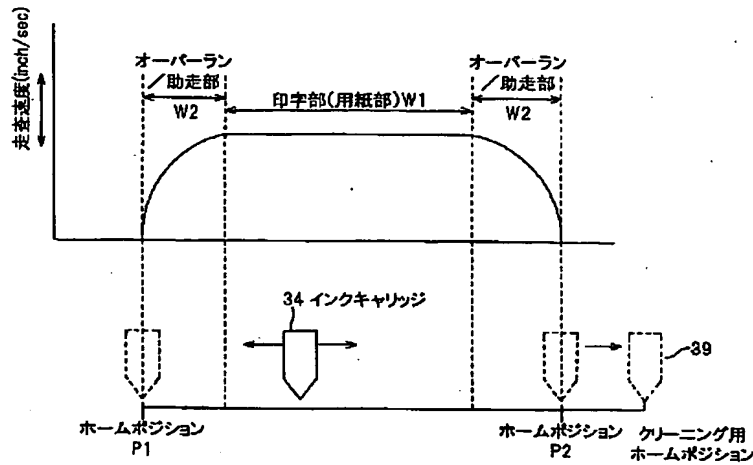 オーバーラン
／助走部
W2
印字部(用紙部)W1
オーバーラン
／助走部
W2
走査速度(inch/sec)
34 インクキャリッジ
39
ホームポジション
P1
ホームポジション
P2
クリーニング用
ホームポジション